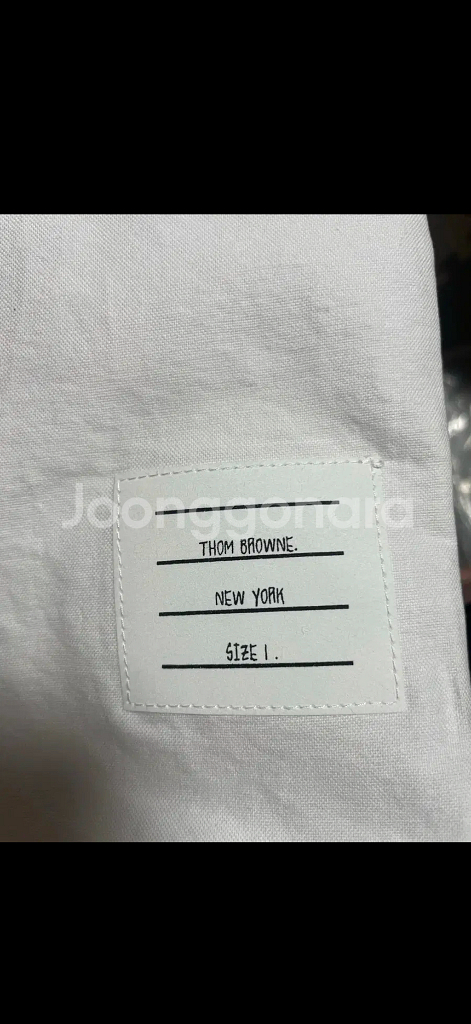 Joonggonara
THOM BROWNE.
NEW YORK
SIZE 1.